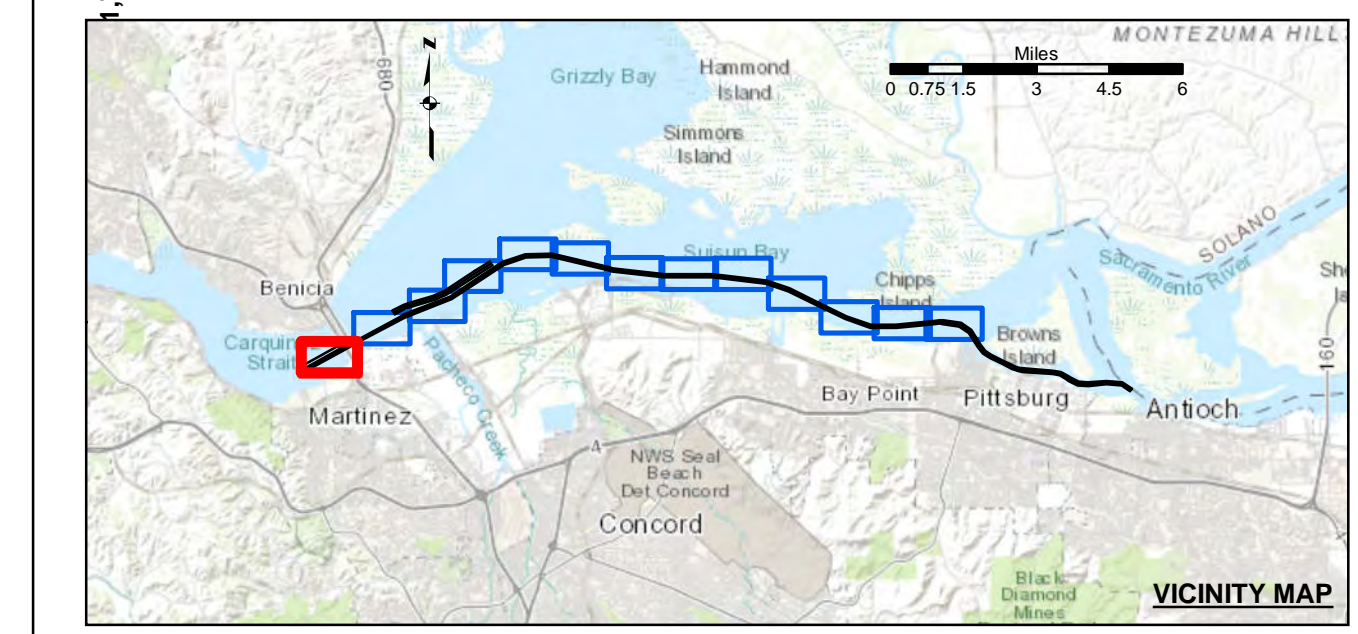 MONTEZUMA HILL
Miles
0 0.75 1.5 3 4.5 6
N
680
Grizzly Bay
Hammond
Island
Simmons
Island
SOLANO
Sacramento River
Suisun Bay
Chipps
Island
Benicia
Browns
Island
160
Carquin
Strait
Pacheco Creek
Bay Point
Pittsburg
Antioch
Martinez
4
NWS Seal
Beach
Det Concord
Concord
Black
Diamond
Mines
VICINITY MAP